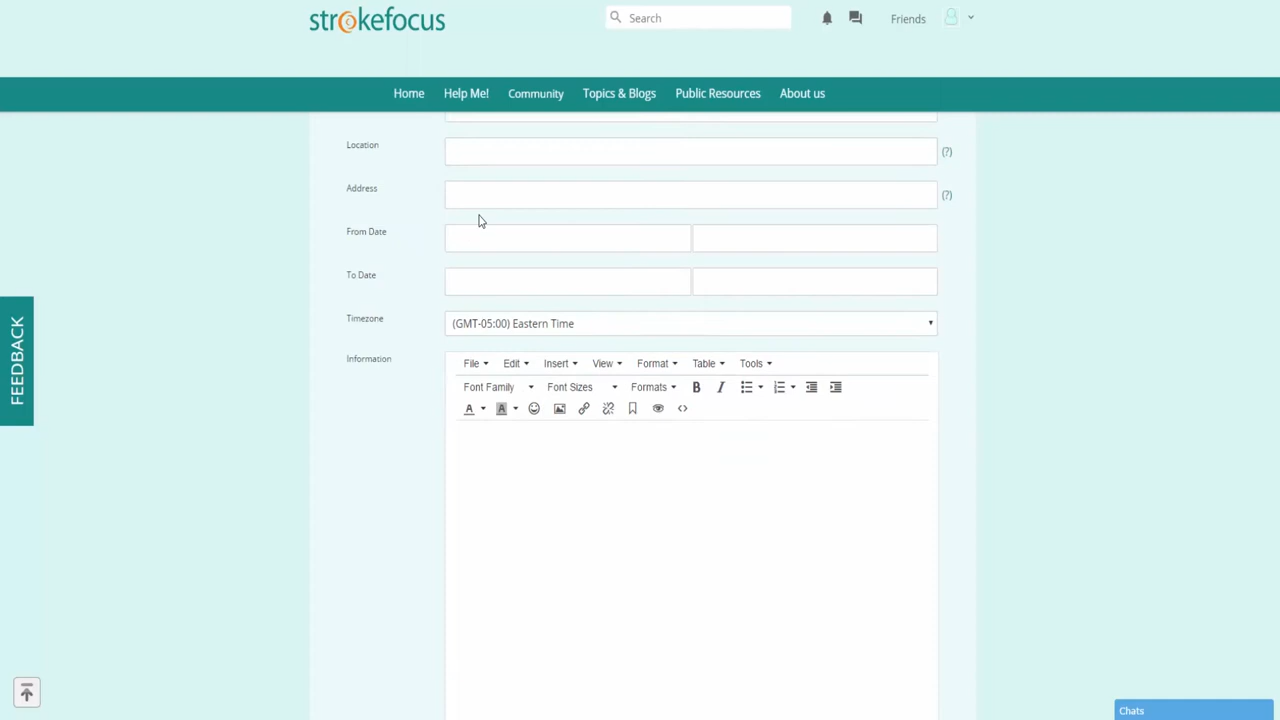 strokefocus
Search
Friends
Home Help Me! Community Topics & Blogs Public Resources About us
Location
(?)
Address
(?)
From Date
To Date
Timezone
(GMT-05:00) Eastern Time
Information
File Edit Insert View Format Table Tools
Font Family Font Sizes Formats B I
A A
FEEDBACK
Chats